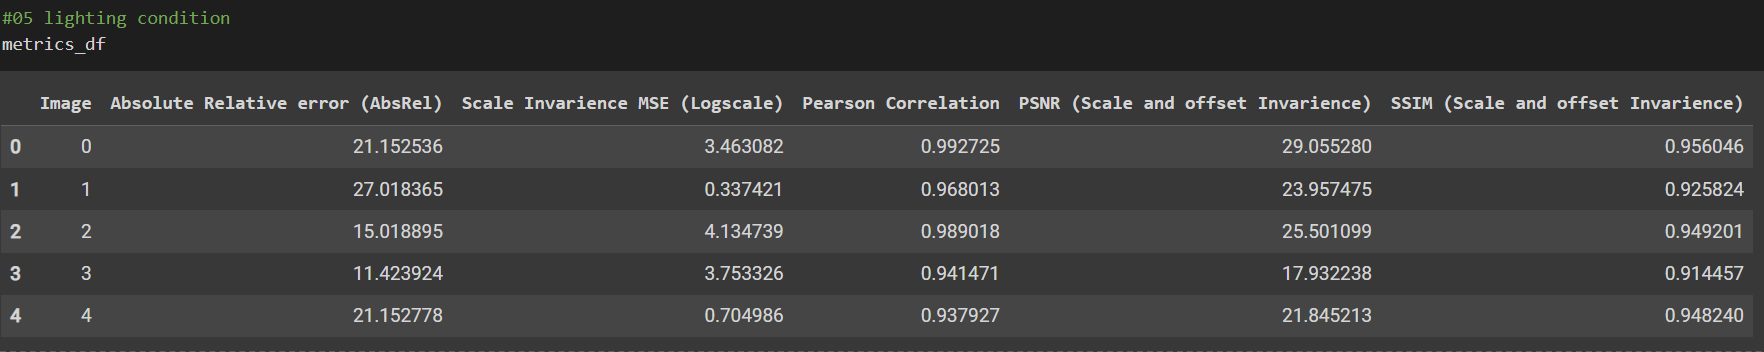 #05 lighting condition
metrics_df
Image Absolute Relative error (AbsRel) Scale Invarience MSE (Logscale) Pearson Correlation PSNR (Scale and offset Invarience) SSIM (Scale and offset Invarience)
0 0 21.152536 3.463082 0.992725 29.055280 0.956046
1 1 27.018365 0.337421 0.968013 23.957475 0.925824
2 2 15.018895 4.134739 0.989018 25.501099 0.949201
3 3 11.423924 3.753326 0.941471 17.932238 0.914457
4 4 21.152778 0.704986 0.937927 21.845213 0.948240